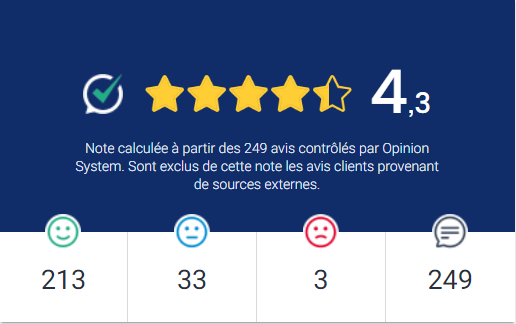 4,3
Note calculée à partir des 249 avis contrôlés par Opinion
System. Sont exclus de cette note les avis clients provenant
de sources externes.
213 33 3 249